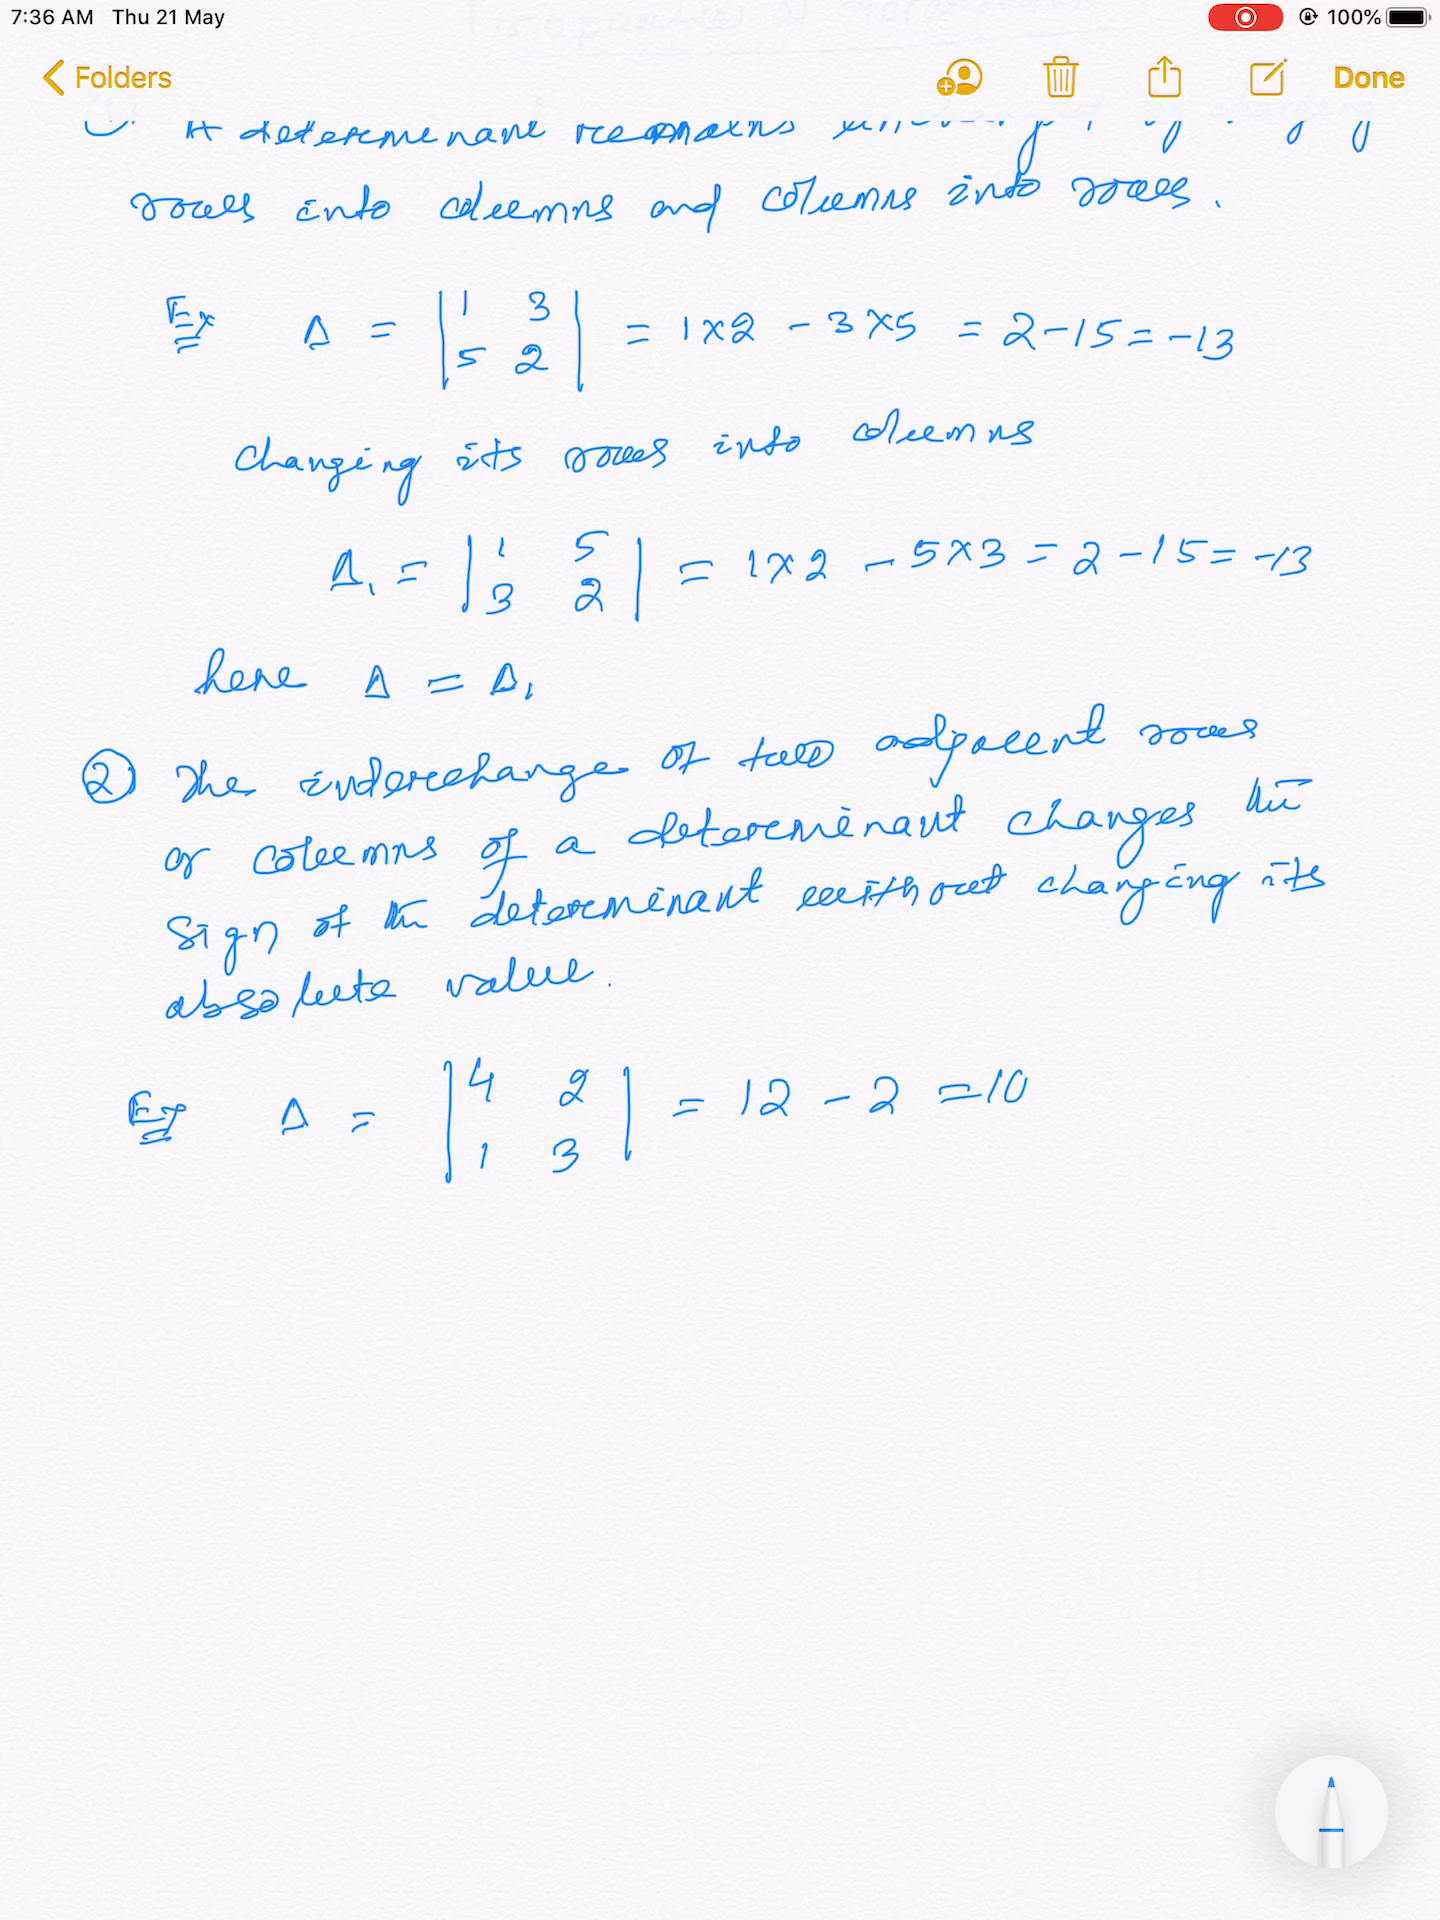 7:36 AM Thu 21 May 100%
Folders Done
A determinant remains
rows into columns and columns into rows.
Ex Δ = | 1 3 | = 1×2 - 3×5 = 2-15 = -13
| 5 2 |
changing its rows into columns
Δ₁ = | 1 5 | = 1×2 - 5×3 = 2-15 = -13
| 3 2 |
here Δ = Δ₁
② The interchange of two adjacent rows
or columns of a determinant changes the
sign of the determinant without changing its
absolute value.
Ex Δ = | 4 2 | = 12 - 2 = 10
| 1 3 |